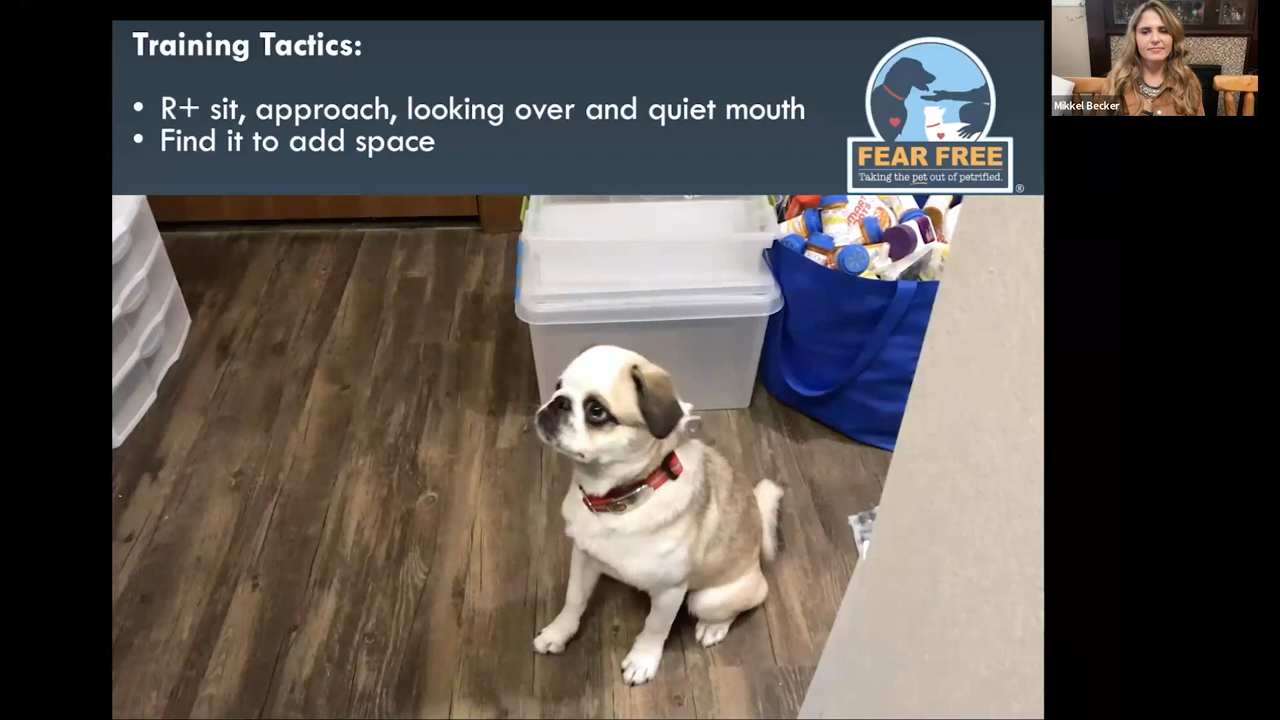 Training Tactics:
• R+ sit, approach, looking over and quiet mouth
• Find it to add space
FEAR FREE
Taking the pet out of petrified.
®
Mikkel Becker